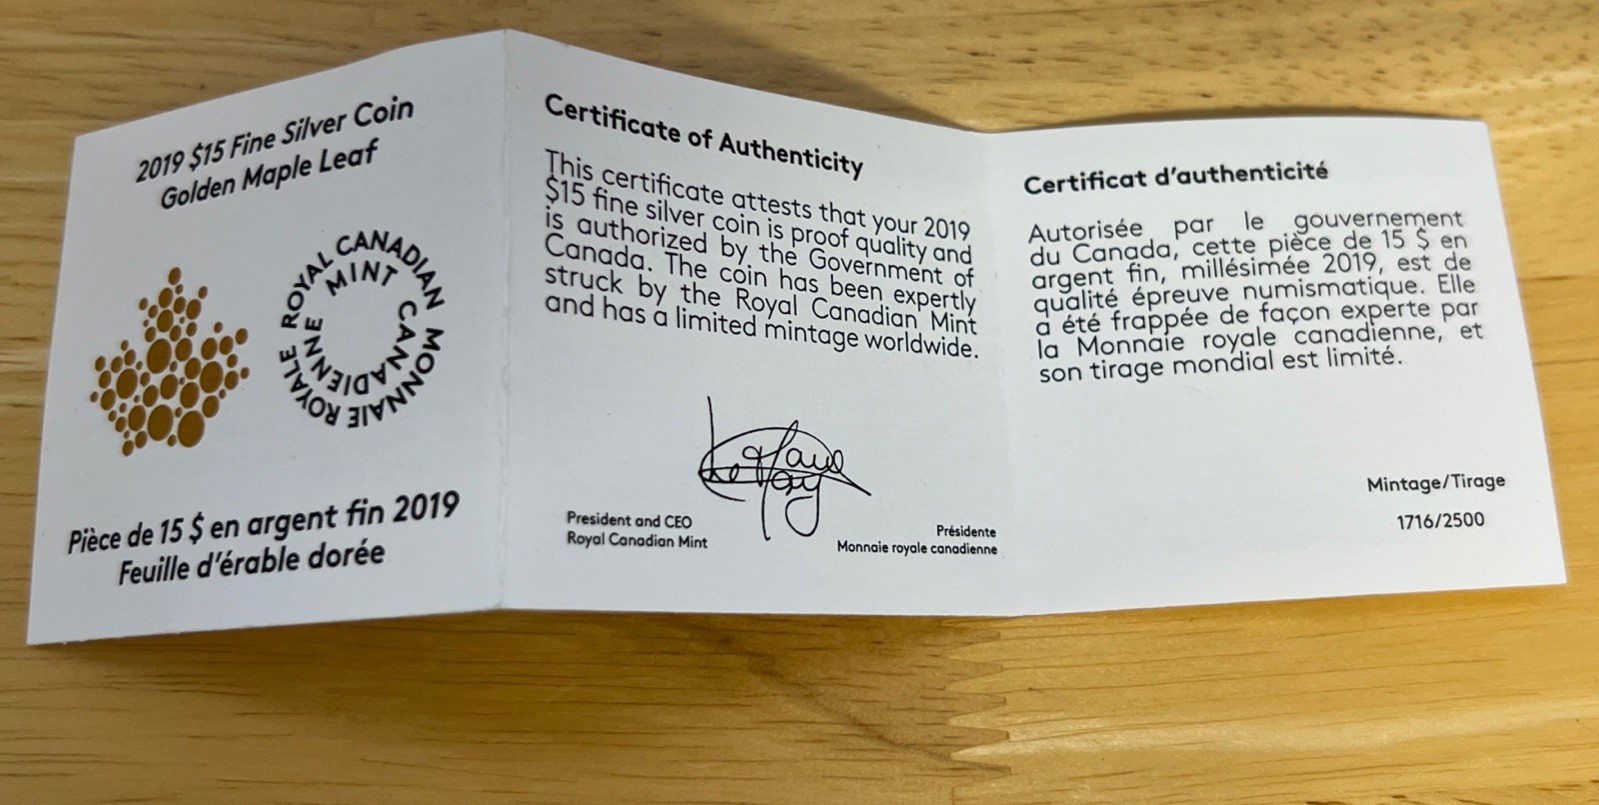 2019 $15 Fine Silver Coin
Golden Maple Leaf
ROYAL CANADIAN MINT
MONNAIE ROYALE CANADIENNE
Pièce de 15 $ en argent fin 2019
Feuille d'érable dorée
Certificate of Authenticity
This certificate attests that your 2019
$15 fine silver coin is proof quality and
is authorized by the Government of
Canada. The coin has been expertly
struck by the Royal Canadian Mint
and has a limited mintage worldwide.
President and CEO
Royal Canadian Mint
Présidente
Monnaie royale canadienne
Certificat d'authenticité
Autorisée par le gouvernement
du Canada, cette pièce de 15 $ en
argent fin, millésimée 2019, est de
qualité épreuve numismatique. Elle
a été frappée de façon experte par
la Monnaie royale canadienne, et
son tirage mondial est limité.
Mintage/Tirage
1716/2500